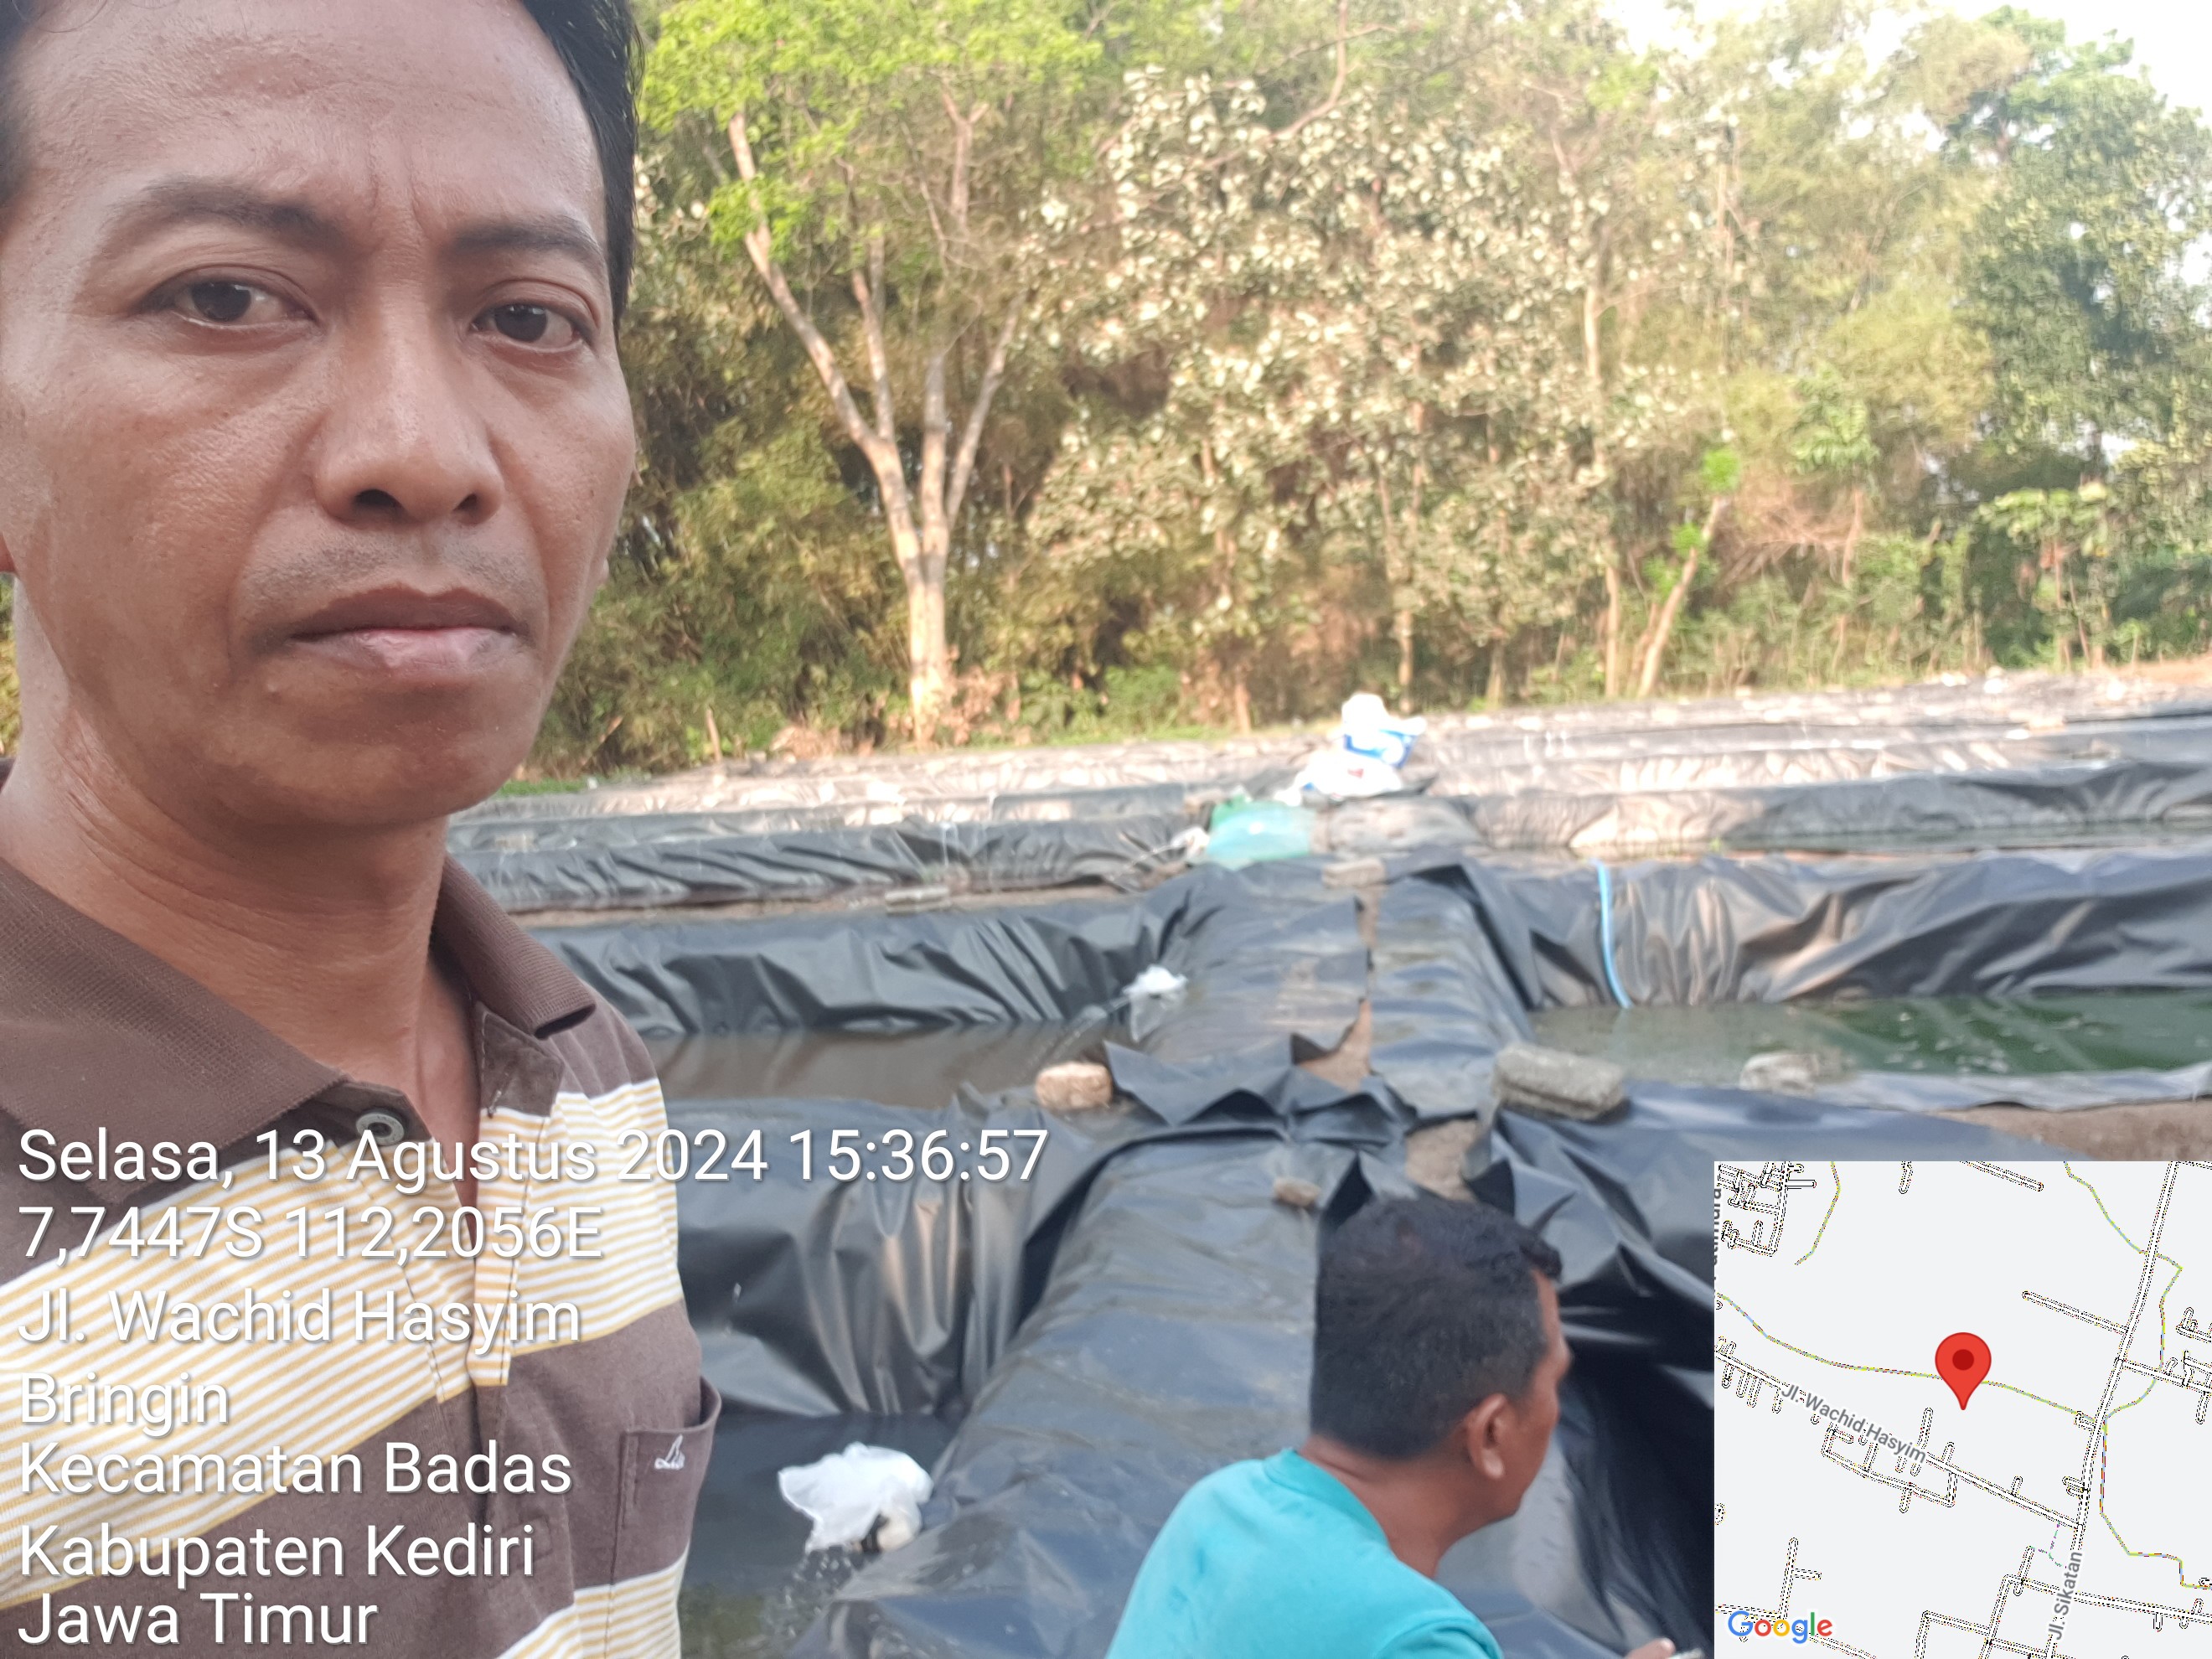 Selasa, 13 Agustus 2024 15:36:57
7,7447S 112,2056E
Jl. Wachid Hasyim
Bringin
Kecamatan Badas
Kabupaten Kediri
Jawa Timur
Jl. Wachid Hasyim
Jl. Sikatan
Google